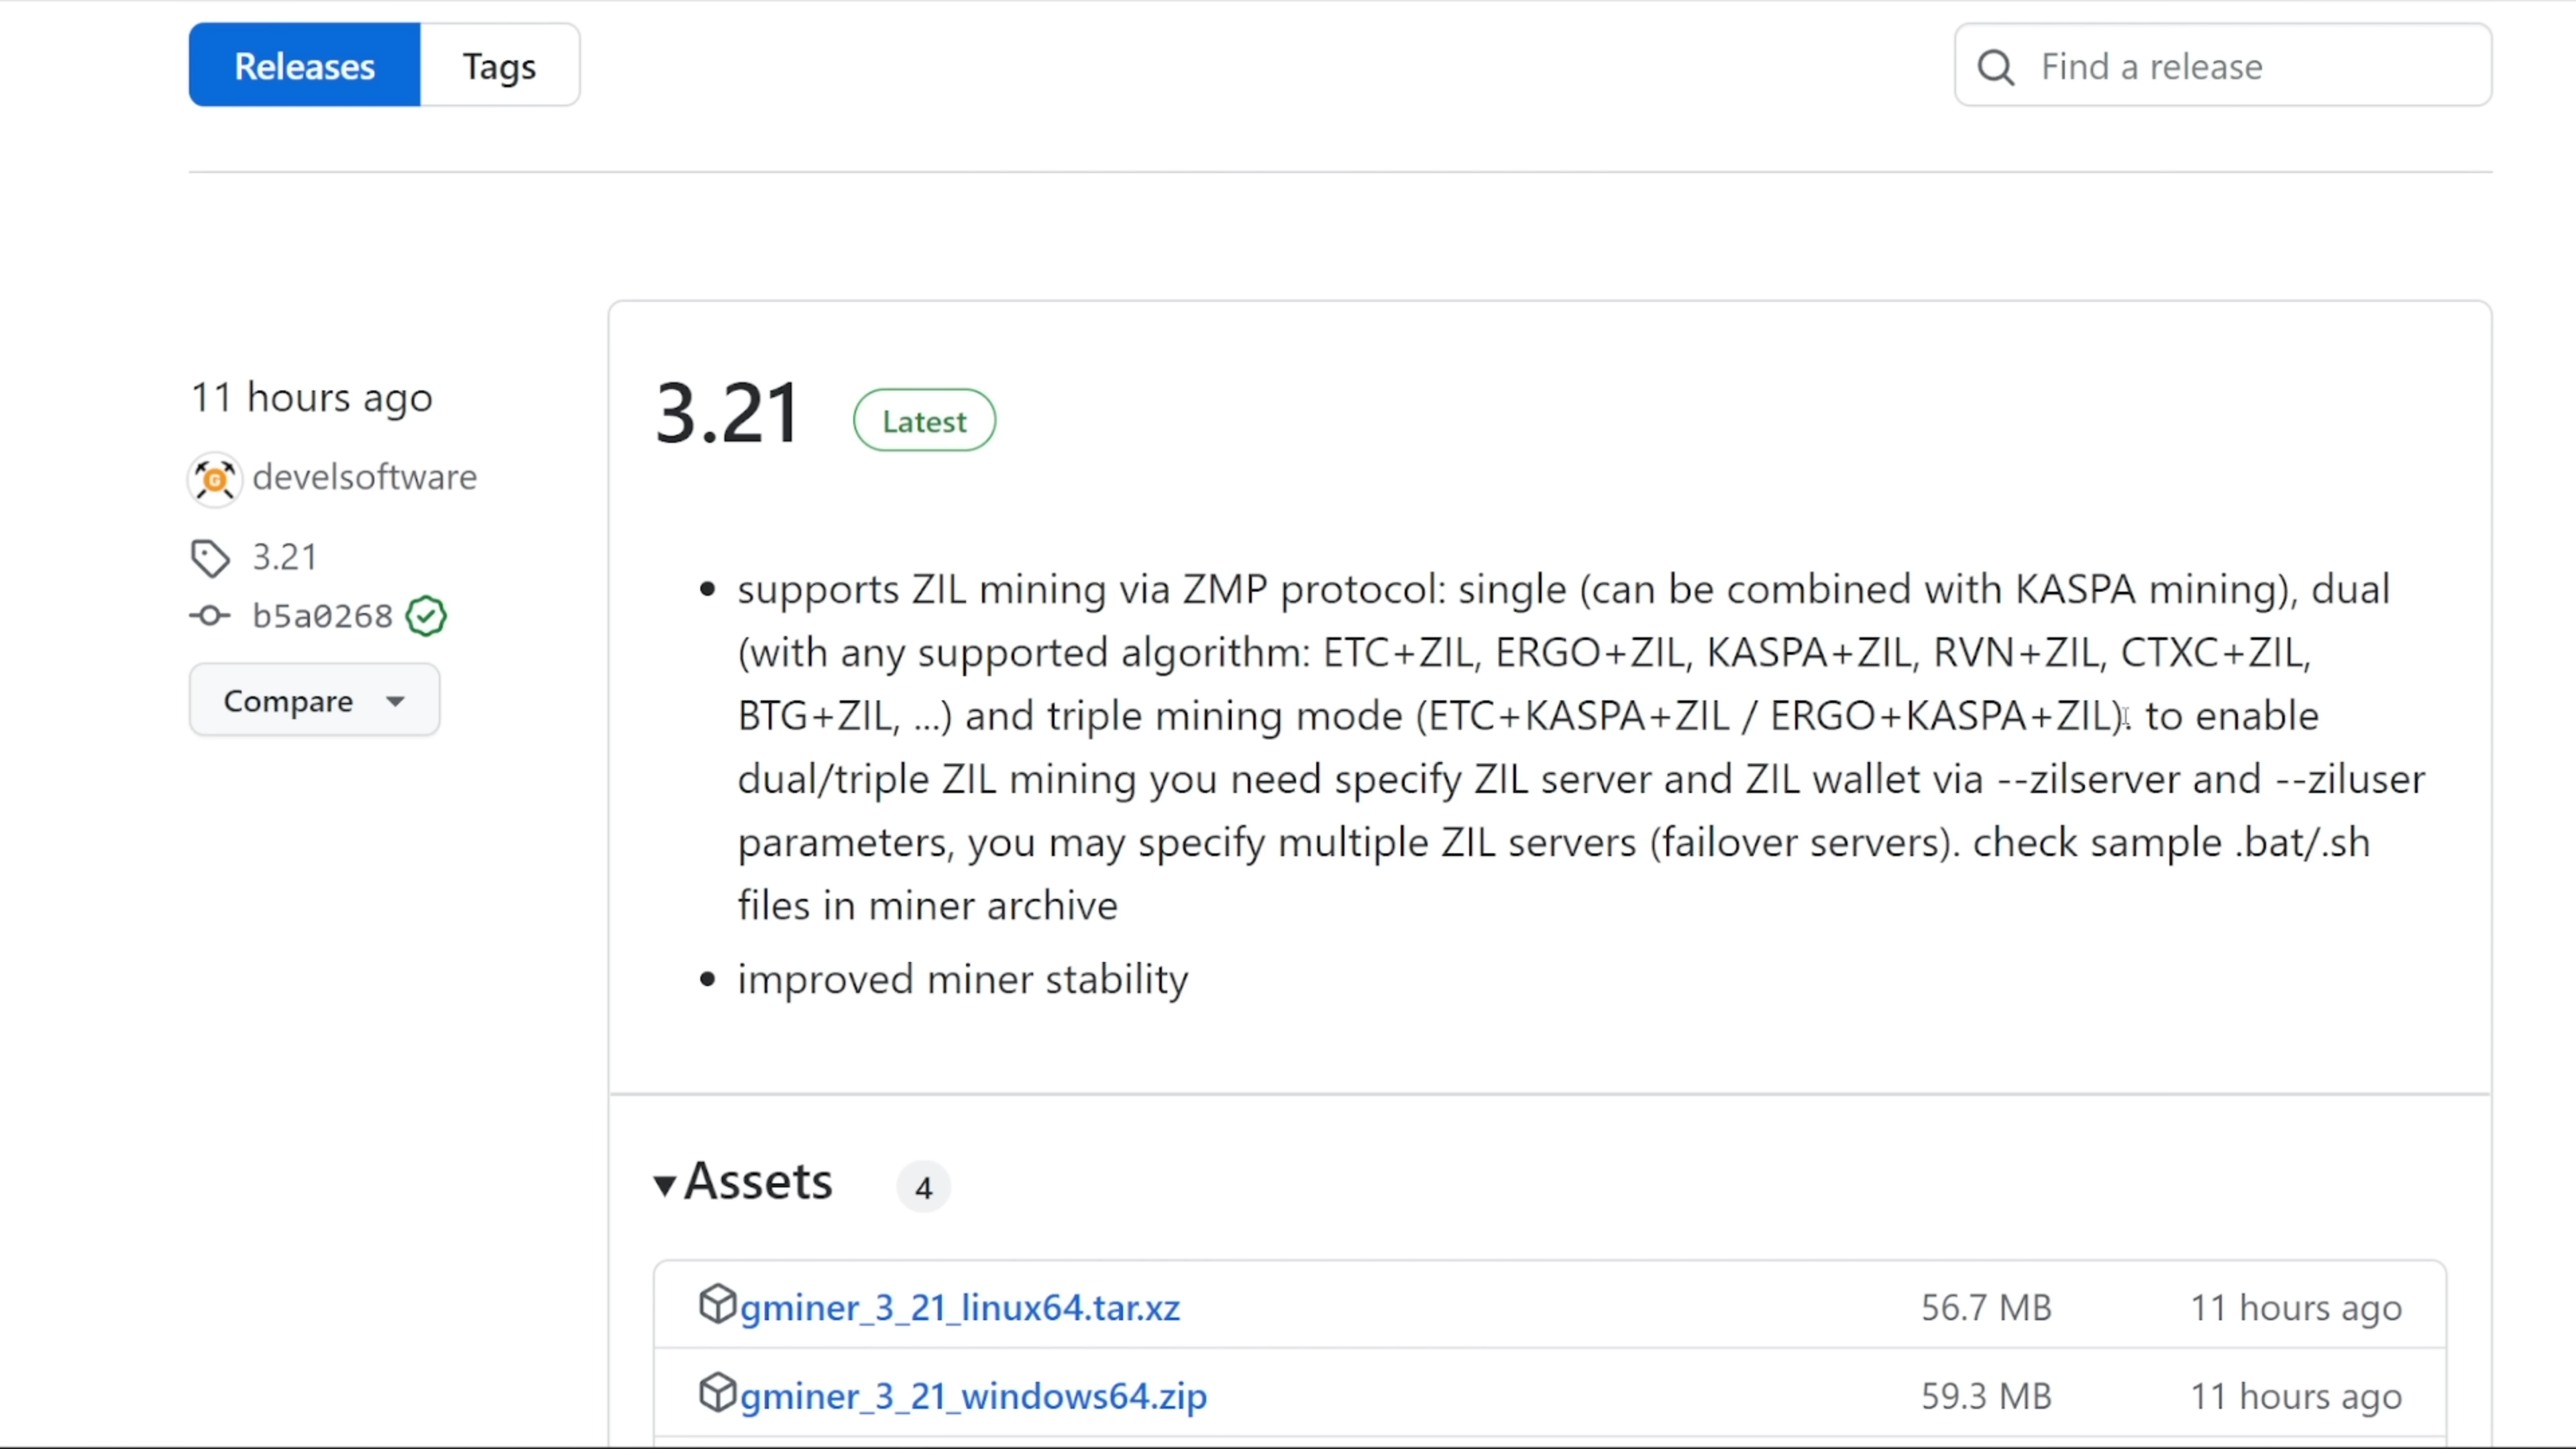 Releases Tags Find a release
11 hours ago
develsoftware
3.21
b5a0268
Compare
3.21 Latest
supports ZIL mining via ZMP protocol: single (can be combined with KASPA mining), dual
(with any supported algorithm: ETC+ZIL, ERGO+ZIL, KASPA+ZIL, RVN+ZIL, CTXC+ZIL,
BTG+ZIL, ...) and triple mining mode (ETC+KASPA+ZIL / ERGO+KASPA+ZIL). to enable
dual/triple ZIL mining you need specify ZIL server and ZIL wallet via --zilserver and --ziluser
parameters, you may specify multiple ZIL servers (failover servers). check sample .bat/.sh
files in miner archive
improved miner stability
Assets 4
gminer_3_21_linux64.tar.xz 56.7 MB 11 hours ago
gminer_3_21_windows64.zip 59.3 MB 11 hours ago